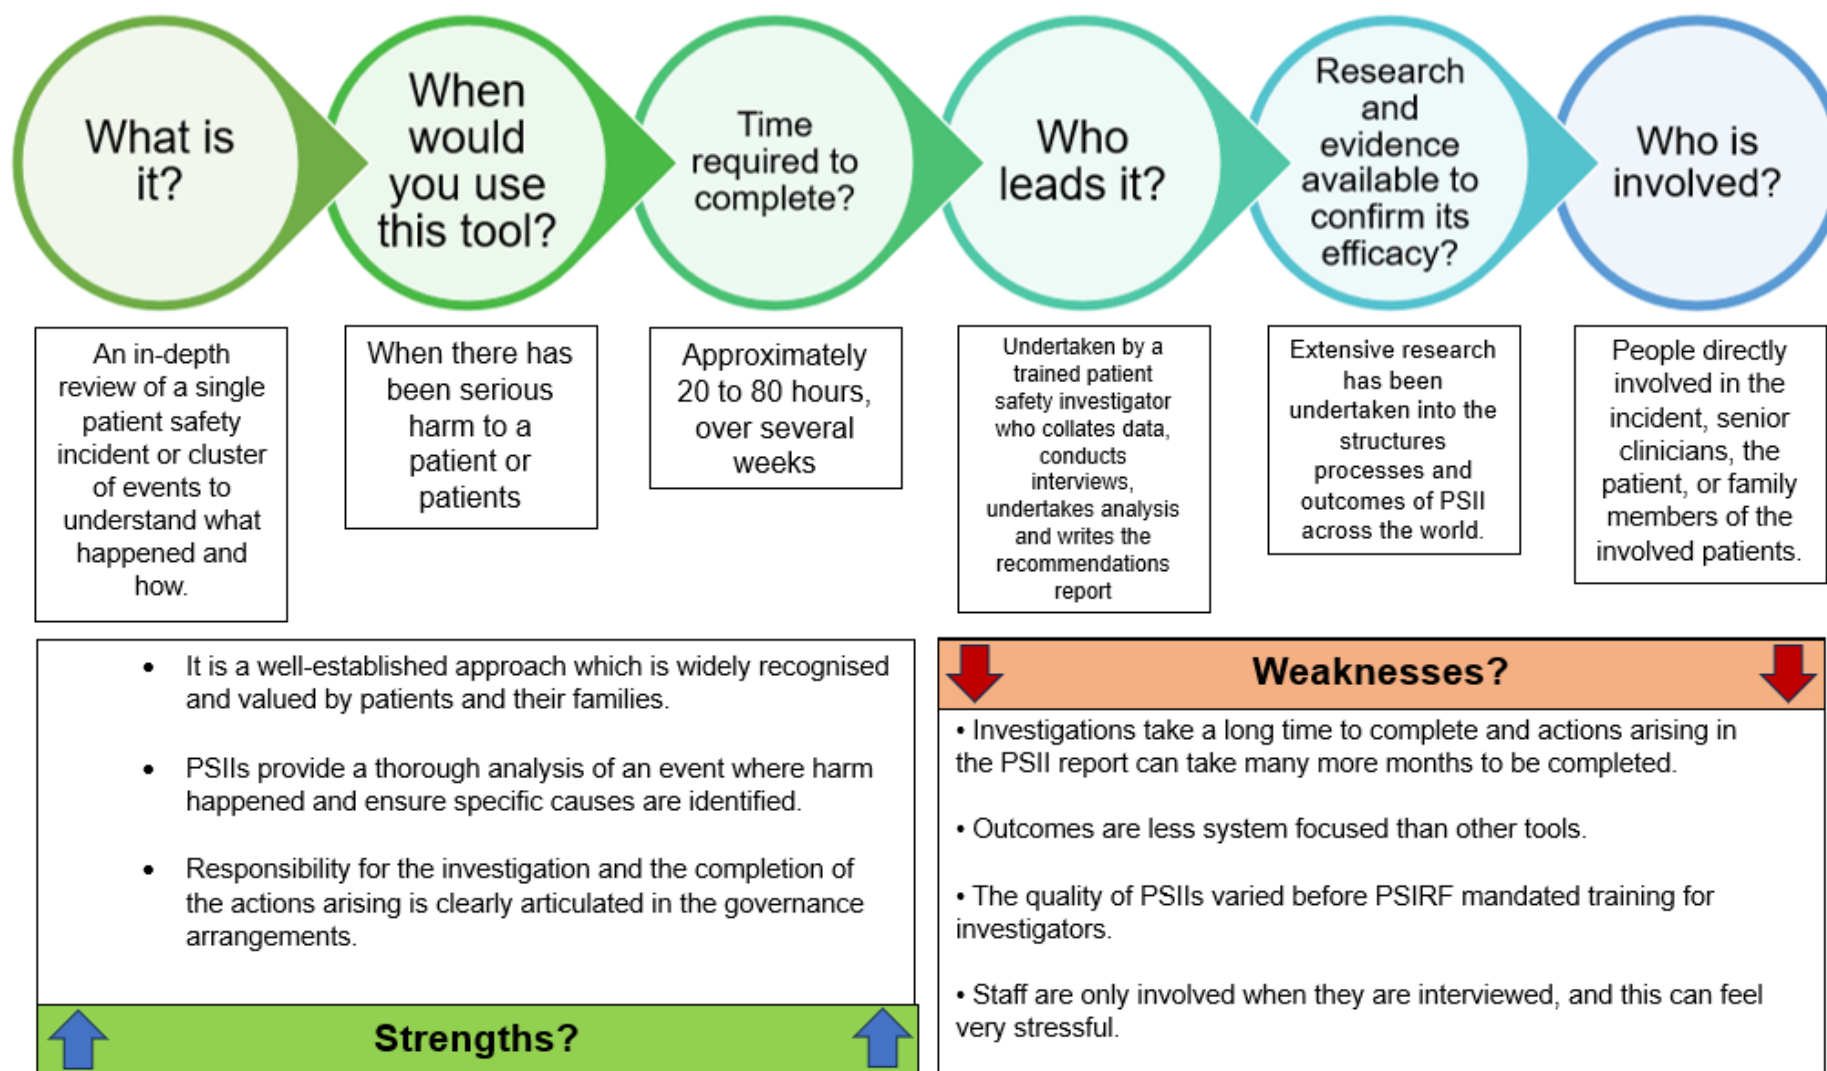 What is
it?
When
would
you use
this tool?
Time
required to
complete?
Who
leads it?
Research
and
evidence
available to
confirm its
efficacy?
Who is
involved?
An in-depth
review of a single
patient safety
incident or cluster
of events to
understand what
happened and
how.
When there has
been serious
harm to a
patient or
patients
Approximately
20 to 80 hours,
over several
weeks
Undertaken by a
trained patient
safety investigator
who collates data,
conducts
interviews,
undertakes analysis
and writes the
recommendations
report
Extensive research
has been
undertaken into the
structures
processes and
outcomes of PSII
across the world.
People directly
involved in the
incident, senior
clinicians, the
patient, or family
members of the
involved patients.
• It is a well-established approach which is widely recognised
and valued by patients and their families.
• PSIIs provide a thorough analysis of an event where harm
happened and ensure specific causes are identified.
• Responsibility for the investigation and the completion of
the actions arising is clearly articulated in the governance
arrangements.
Strengths?
Weaknesses?
• Investigations take a long time to complete and actions arising in
the PSII report can take many more months to be completed.
• Outcomes are less system focused than other tools.
• The quality of PSIIs varied before PSIRF mandated training for
investigators.
• Staff are only involved when they are interviewed, and this can feel
very stressful.